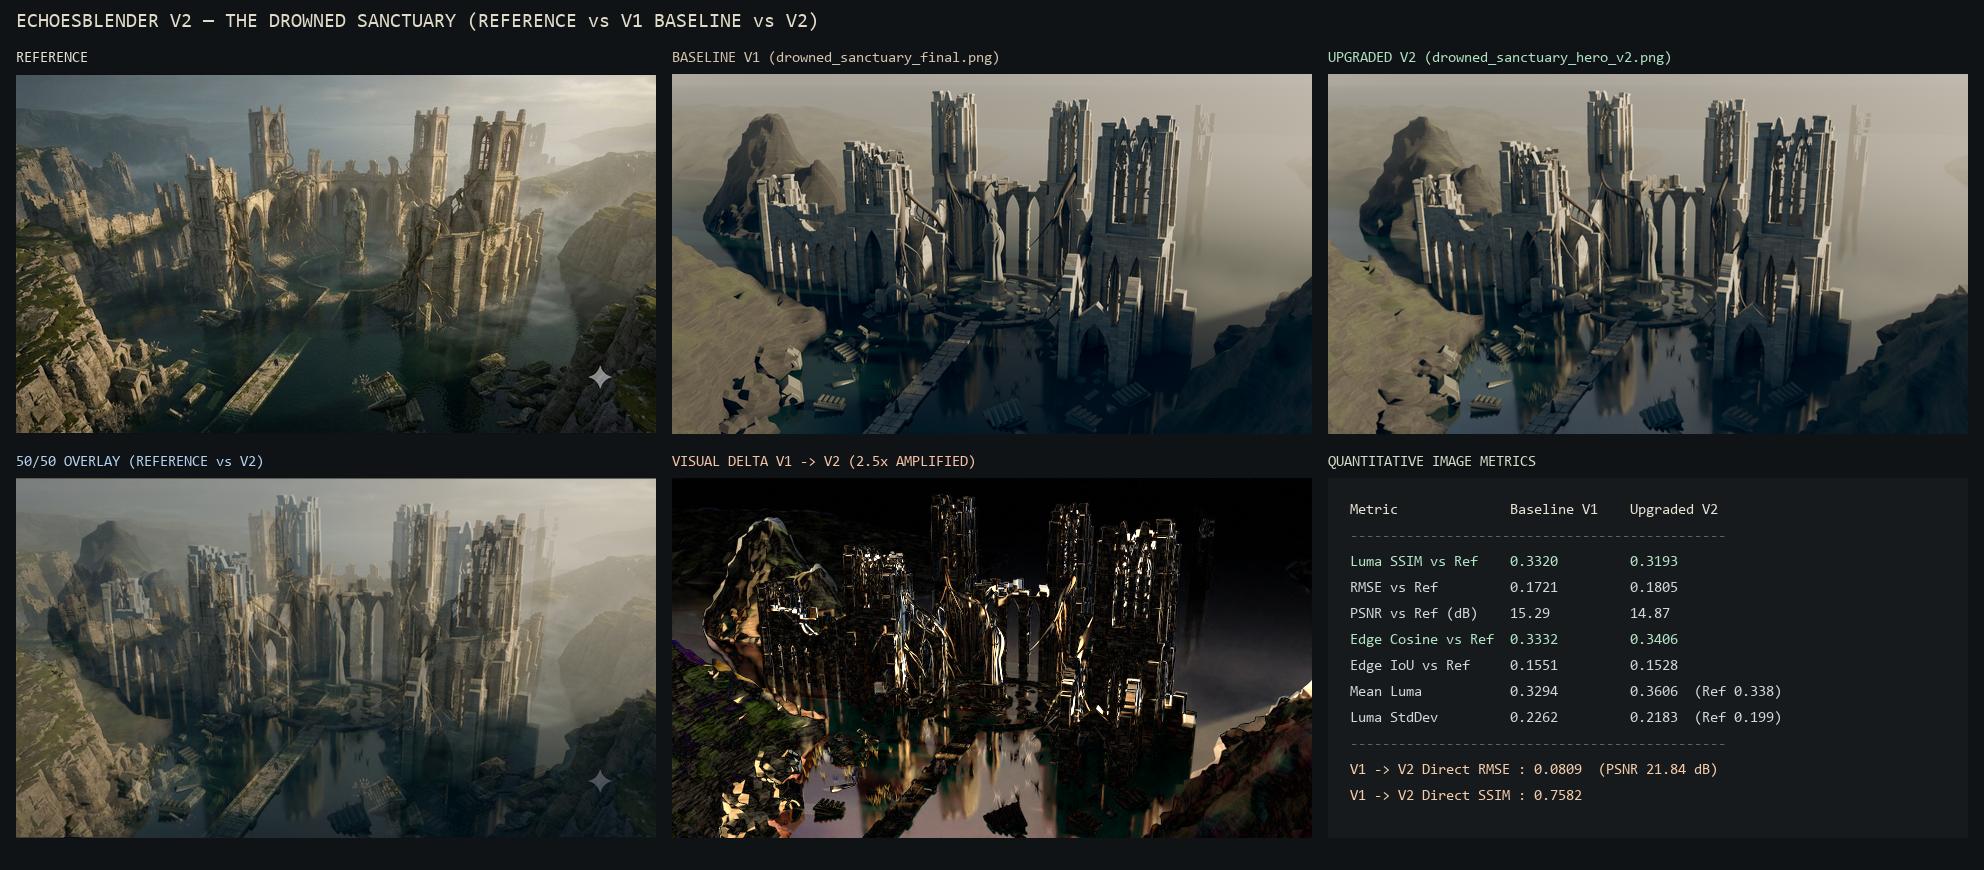 ECHOESBLENDER V2 — THE DROWNED SANCTUARY (REFERENCE vs V1 BASELINE vs V2)
REFERENCE
BASELINE V1 (drowned_sanctuary_final.png)
UPGRADED V2 (drowned_sanctuary_hero_v2.png)
50/50 OVERLAY (REFERENCE vs V2)
VISUAL DELTA V1 -> V2 (2.5x AMPLIFIED)
QUANTITATIVE IMAGE METRICS
Metric Baseline V1 Upgraded V2
-----------------------------------------------
Luma SSIM vs Ref 0.3320 0.3193
RMSE vs Ref 0.1721 0.1805
PSNR vs Ref (dB) 15.29 14.87
Edge Cosine vs Ref 0.3332 0.3406
Edge IoU vs Ref 0.1551 0.1528
Mean Luma 0.3294 0.3606 (Ref 0.338)
Luma StdDev 0.2262 0.2183 (Ref 0.199)
-----------------------------------------------
V1 -> V2 Direct RMSE : 0.0809 (PSNR 21.84 dB)
V1 -> V2 Direct SSIM : 0.7582